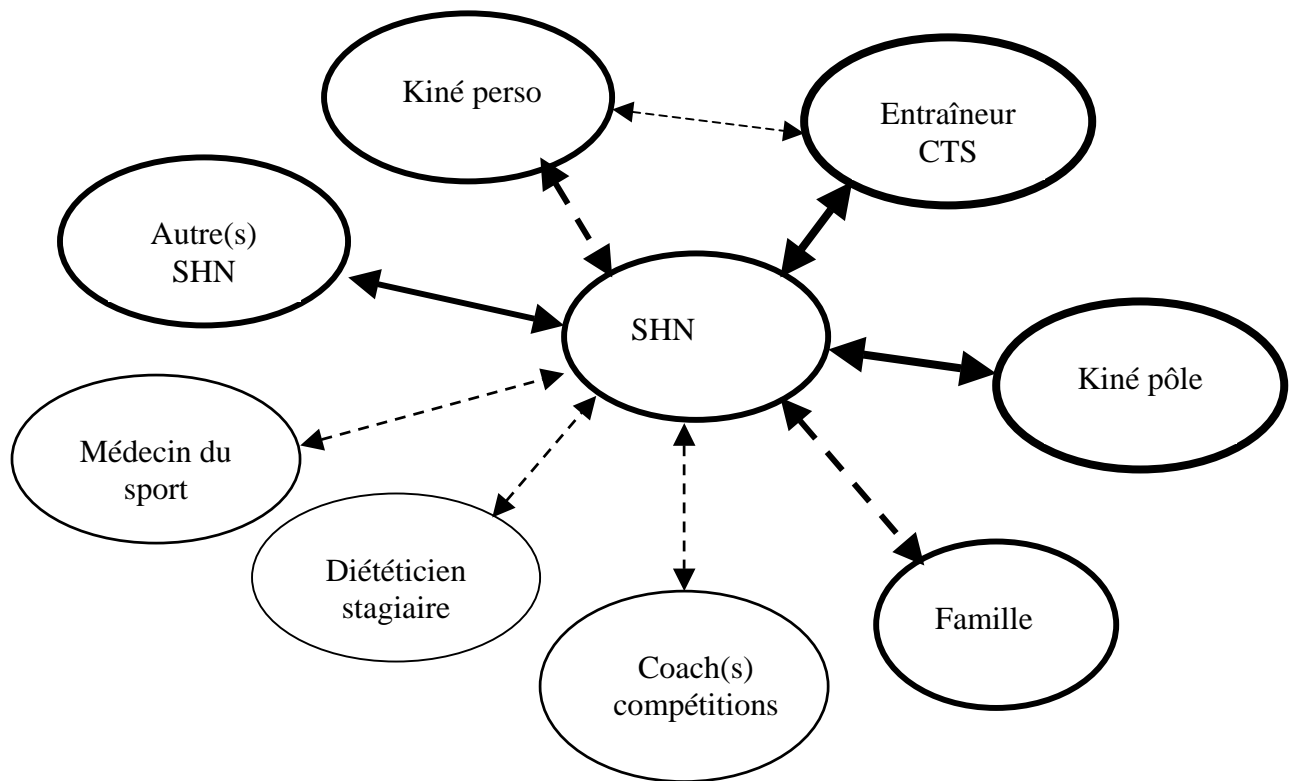 Kiné perso
Entraîneur
CTS
Autre(s)
SHN
SHN
Kiné pôle
Médecin du
sport
Diététicien
stagiaire
Famille
Coach(s)
compétitions